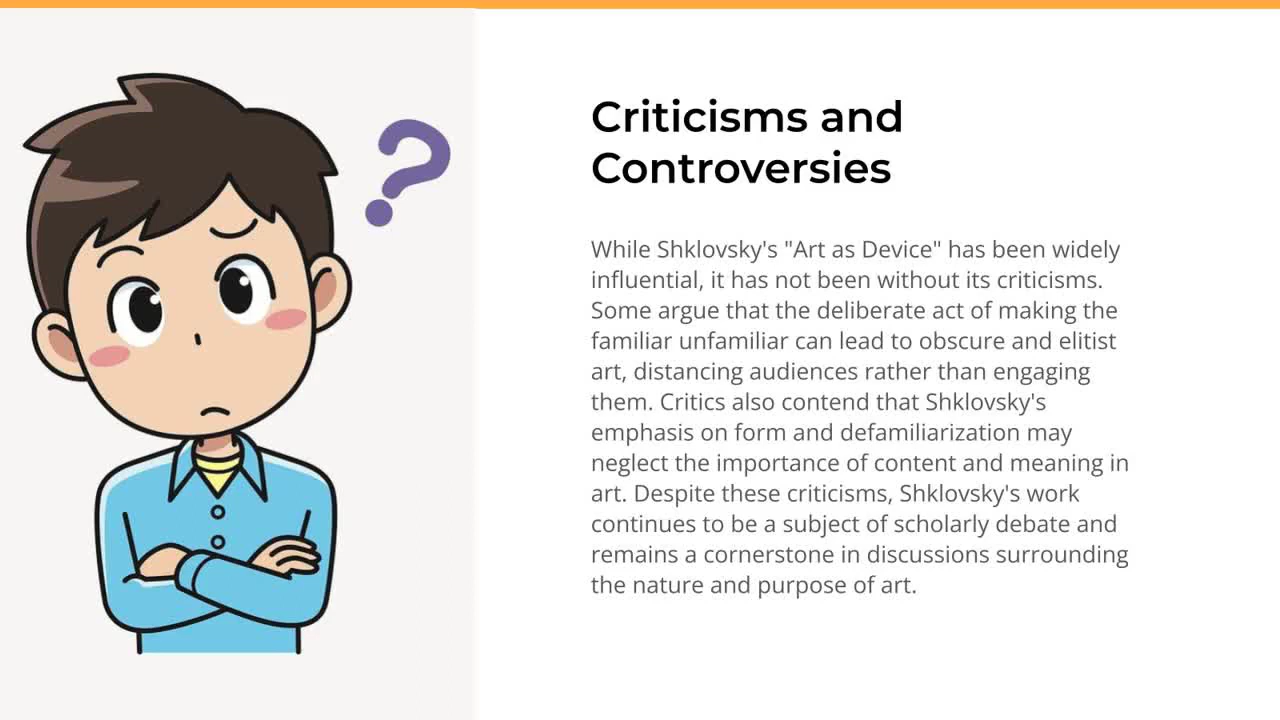 Criticisms and
Controversies
While Shklovsky's "Art as Device" has been widely
influential, it has not been without its criticisms.
Some argue that the deliberate act of making the
familiar unfamiliar can lead to obscure and elitist
art, distancing audiences rather than engaging
them. Critics also contend that Shklovsky's
emphasis on form and defamiliarization may
neglect the importance of content and meaning in
art. Despite these criticisms, Shklovsky's work
continues to be a subject of scholarly debate and
remains a cornerstone in discussions surrounding
the nature and purpose of art.
?